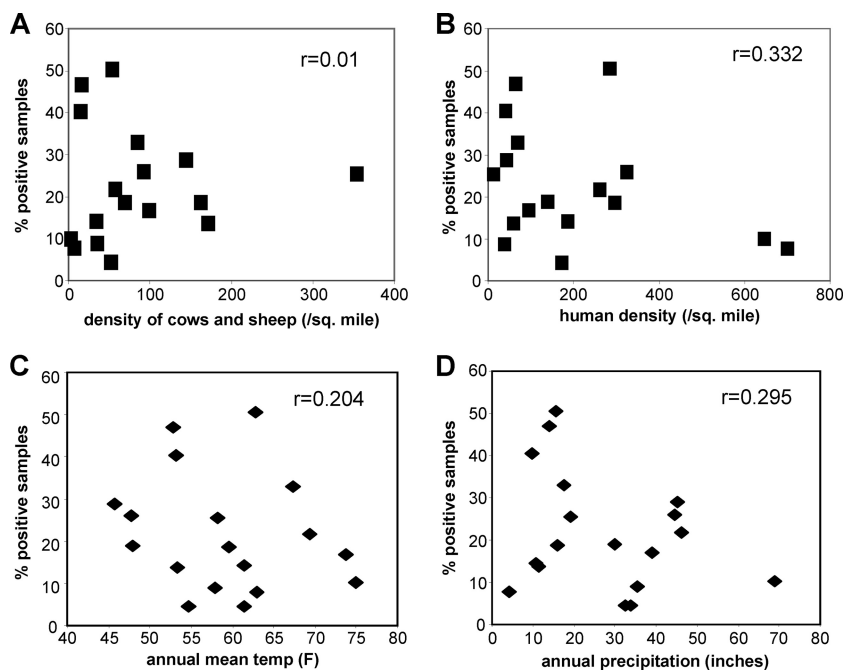 A
B
r=0.01
r=0.332
% positive samples
60
50
40
30
20
10
0
0 100 200 300 400
density of cows and sheep (/sq. mile)
% positive samples
60
50
40
30
20
10
0
0 200 400 600 800
human density (/sq. mile)
C
D
r=0.204
r=0.295
% positive samples
60
50
40
30
20
10
0
40 45 50 55 60 65 70 75 80
annual mean temp (F)
% positive samples
60
50
40
30
20
10
0
0 10 20 30 40 50 60 70 80
annual precipitation (inches)